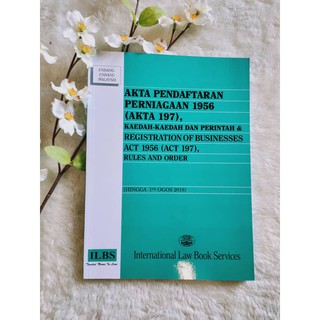 UNDANG-
UNDANG
MALAYSIA
AKTA PENDAFTARAN
PERNIAGAAN 1956
(AKTA 197),
KAEDAH-KAEDAH DAN PERINTAH &
REGISTRATION OF BUSINESSES
ACT 1956 (ACT 197),
RULES AND ORDER
ILBS
International Law Book Services